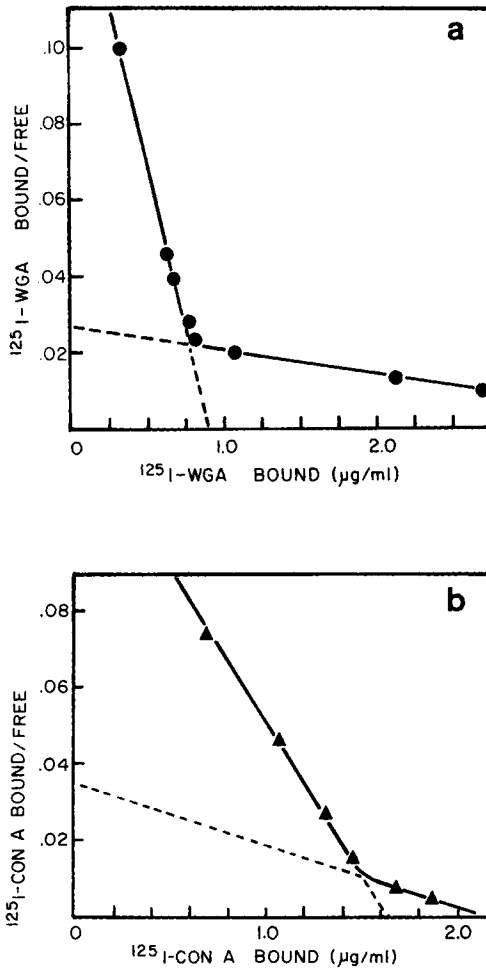 a
.10
.08
.06
.04
.02
0
1.0
2.0
¹²⁵I-WGA BOUND/FREE
¹²⁵I-WGA BOUND (μg/ml)
b
.08
.06
.04
.02
0
1.0
2.0
¹²⁵I-CON A BOUND/FREE
¹²⁵I-CON A BOUND (μg/ml)